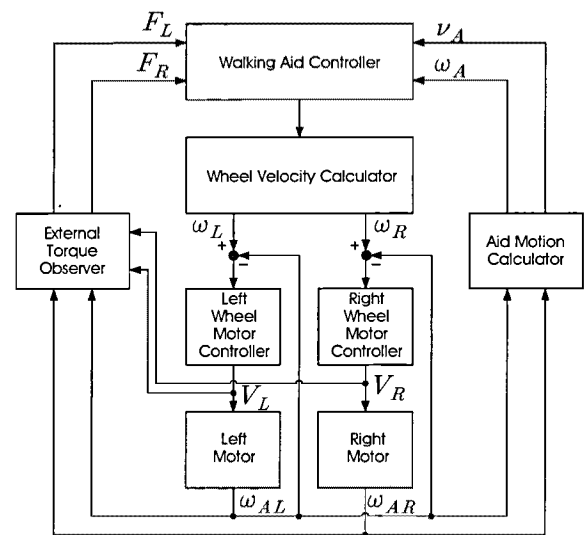 F_L
ν_A
F_R
Walking Aid Controller
ω_A
Wheel Velocity Calculator
ω_L
ω_R
+
+
−
−
External
Torque
Observer
Aid Motion
Calculator
Left
Wheel
Motor
Controller
Right
Wheel
Motor
Controller
V_L
V_R
Left
Motor
Right
Motor
ω_AL
ω_AR